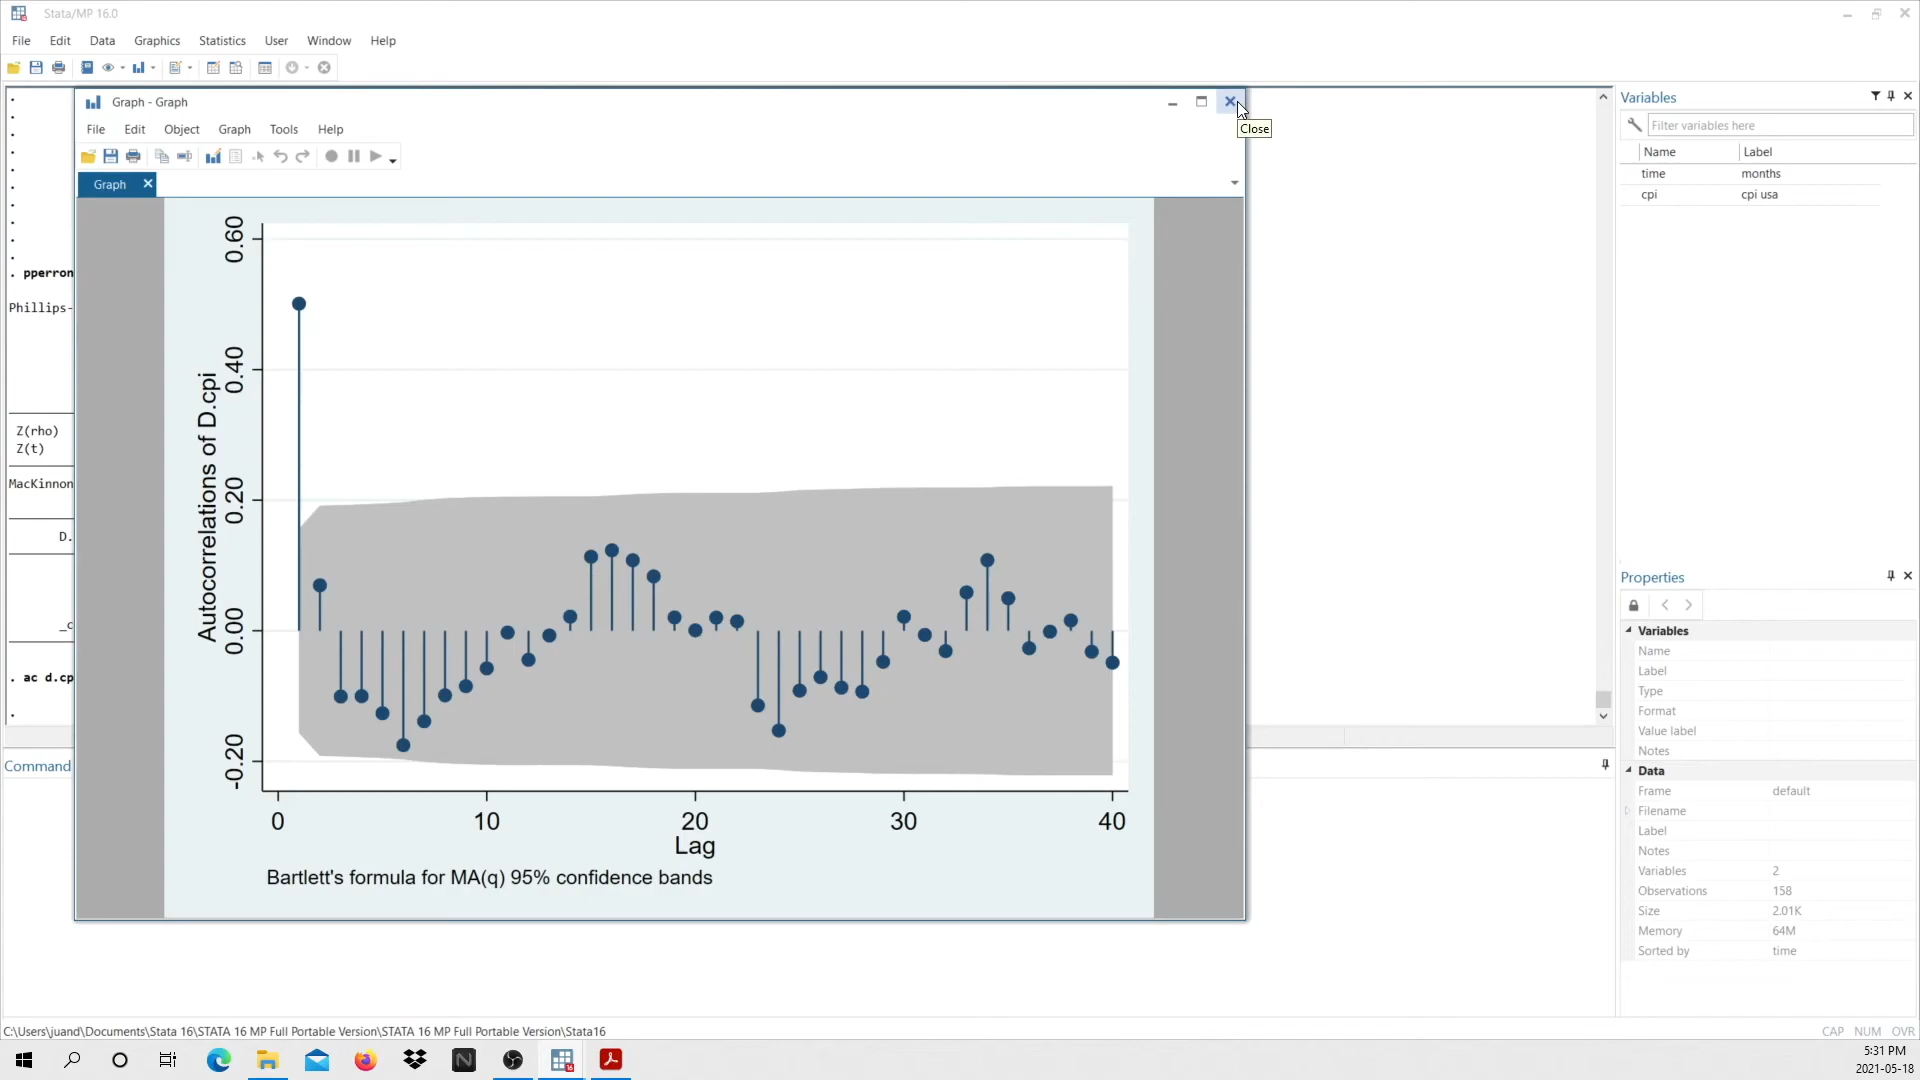 Stata/MP 16.0
File Edit Data Graphics Statistics User Window Help
Graph - Graph
Close
File Edit Object Graph Tools Help
Graph
. pperron
Phillips-
Z(rho)
Z(t)
MacKinnon
D.
_c
. ac d.cp
Autocorrelations of D.cpi
0.60
0.40
0.20
0.00
-0.20
0 10 20 30 40
Lag
Bartlett's formula for MA(q) 95% confidence bands
Command
Variables
Filter variables here
Name Label
time months
cpi cpi usa
Properties
Variables
Name
Label
Type
Format
Value label
Notes
Data
Frame default
Filename
Label
Notes
Variables 2
Observations 158
Size 2.01K
Memory 64M
Sorted by time
C:\Users\juand\Documents\Stata 16\STATA 16 MP Full Portable Version\STATA 16 MP Full Portable Version\Stata16
CAP NUM OVR
5:31 PM
2021-05-18